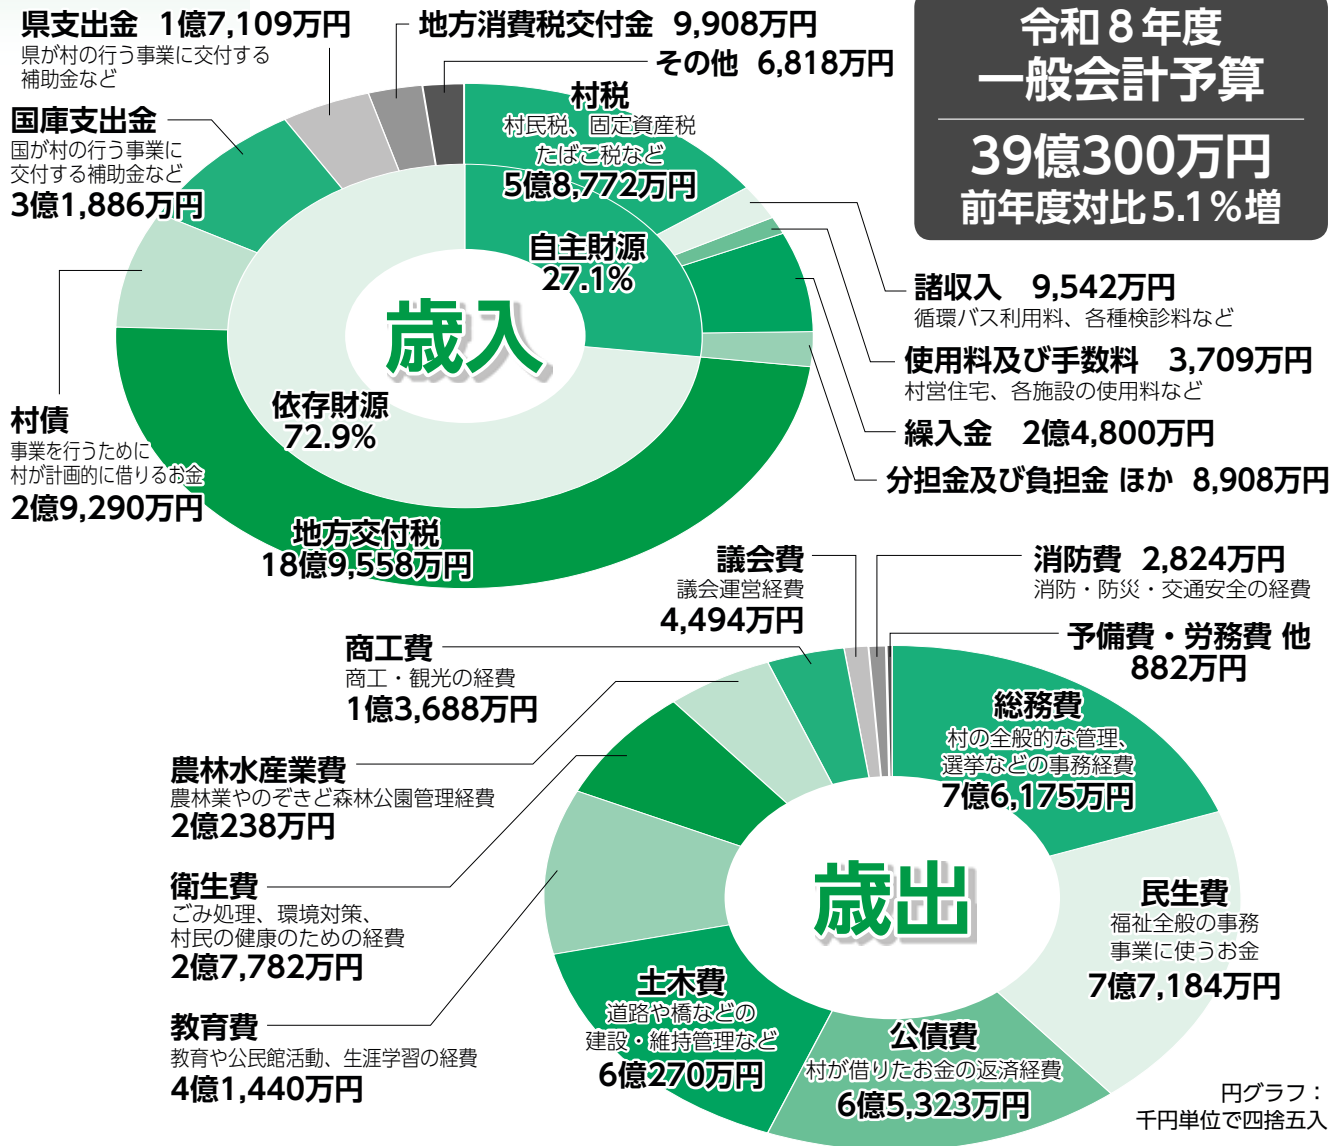 令和8年度
一般会計予算
39億300万円
前年度対比5.1%増
県支出金 1億7,109万円
県が村の行う事業に交付する
補助金など
地方消費税交付金 9,908万円
その他 6,818万円
国庫支出金
国が村の行う事業に
交付する補助金など
3億1,886万円
村税
村民税、固定資産税
たばこ税など
5億8,772万円
自主財源
27.1%
歳入
依存財源
72.9%
諸収入 9,542万円
循環バス利用料、各種検診料など
使用料及び手数料 3,709万円
村営住宅、各施設の使用料など
繰入金 2億4,800万円
分担金及び負担金 ほか 8,908万円
村債
事業を行うために
村が計画的に借りるお金
2億9,290万円
地方交付税
18億9,558万円
議会費
議会運営経費
4,494万円
消防費 2,824万円
消防・防災・交通安全の経費
予備費・労務費 他
882万円
商工費
商工・観光の経費
1億3,688万円
総務費
村の全般的な管理、
選挙などの事務経費
7億6,175万円
農林水産業費
農林業やのぞきど森林公園管理経費
2億238万円
衛生費
ごみ処理、環境対策、
村民の健康のための経費
2億7,782万円
歳出
民生費
福祉全般の事務
事業に使うお金
7億7,184万円
教育費
教育や公民館活動、生涯学習の経費
4億1,440万円
土木費
道路や橋などの
建設・維持管理など
6億270万円
公債費
村が借りたお金の返済経費
6億5,323万円
円グラフ：
千円単位で四捨五入